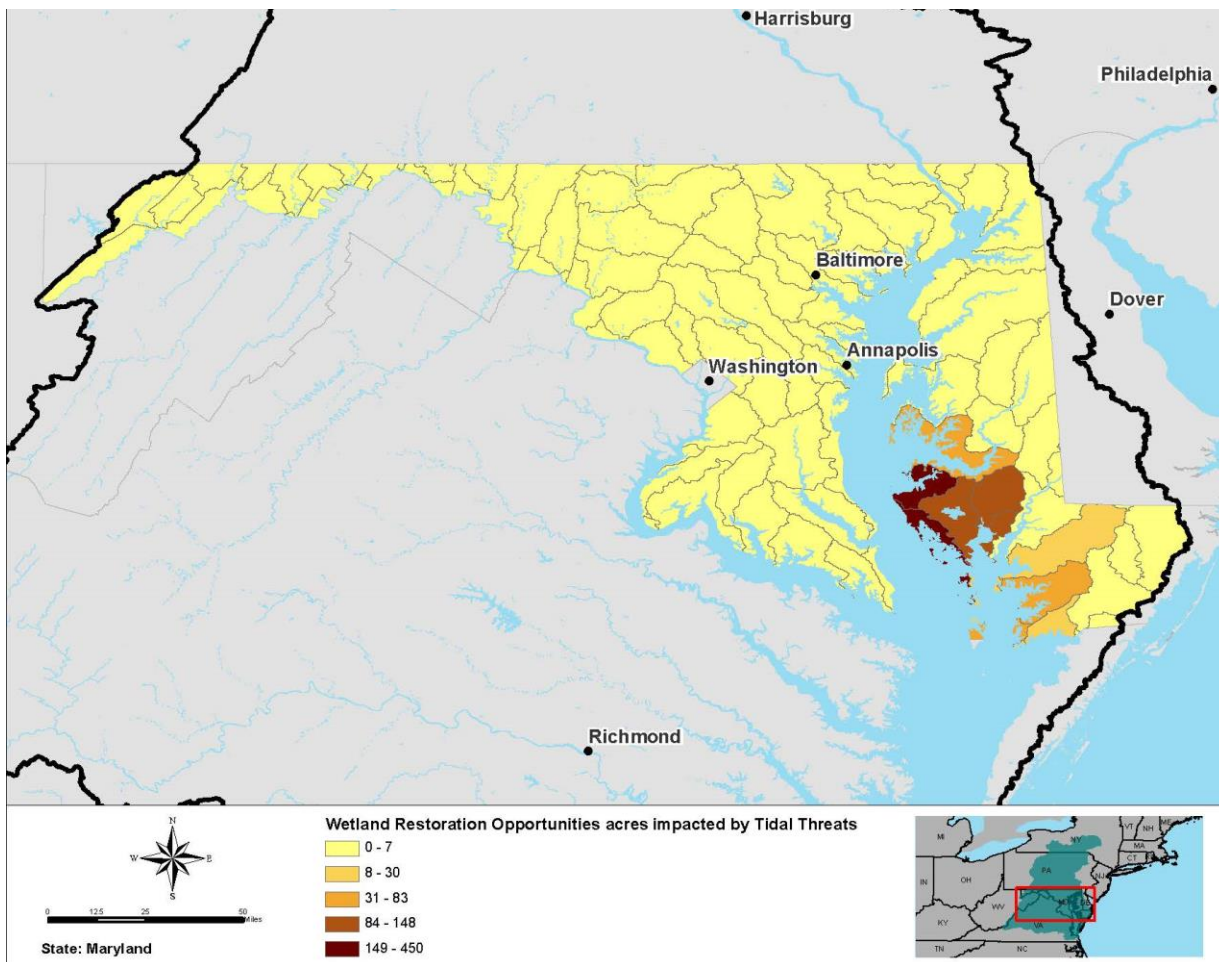 Harrisburg
Philadelphia
Baltimore
Dover
Annapolis
Washington
Richmond
Wetland Restoration Opportunities acres impacted by Tidal Threats
0 - 7
8 - 30
31 - 83
84 - 148
149 - 450
N
W E
S
0 12.5 25 50
Miles
State: Maryland
MI
NY
VT
NH
ME
MA
CT
PA
NJ
IN
OH
WV
DE
KY
VA
TN
NC